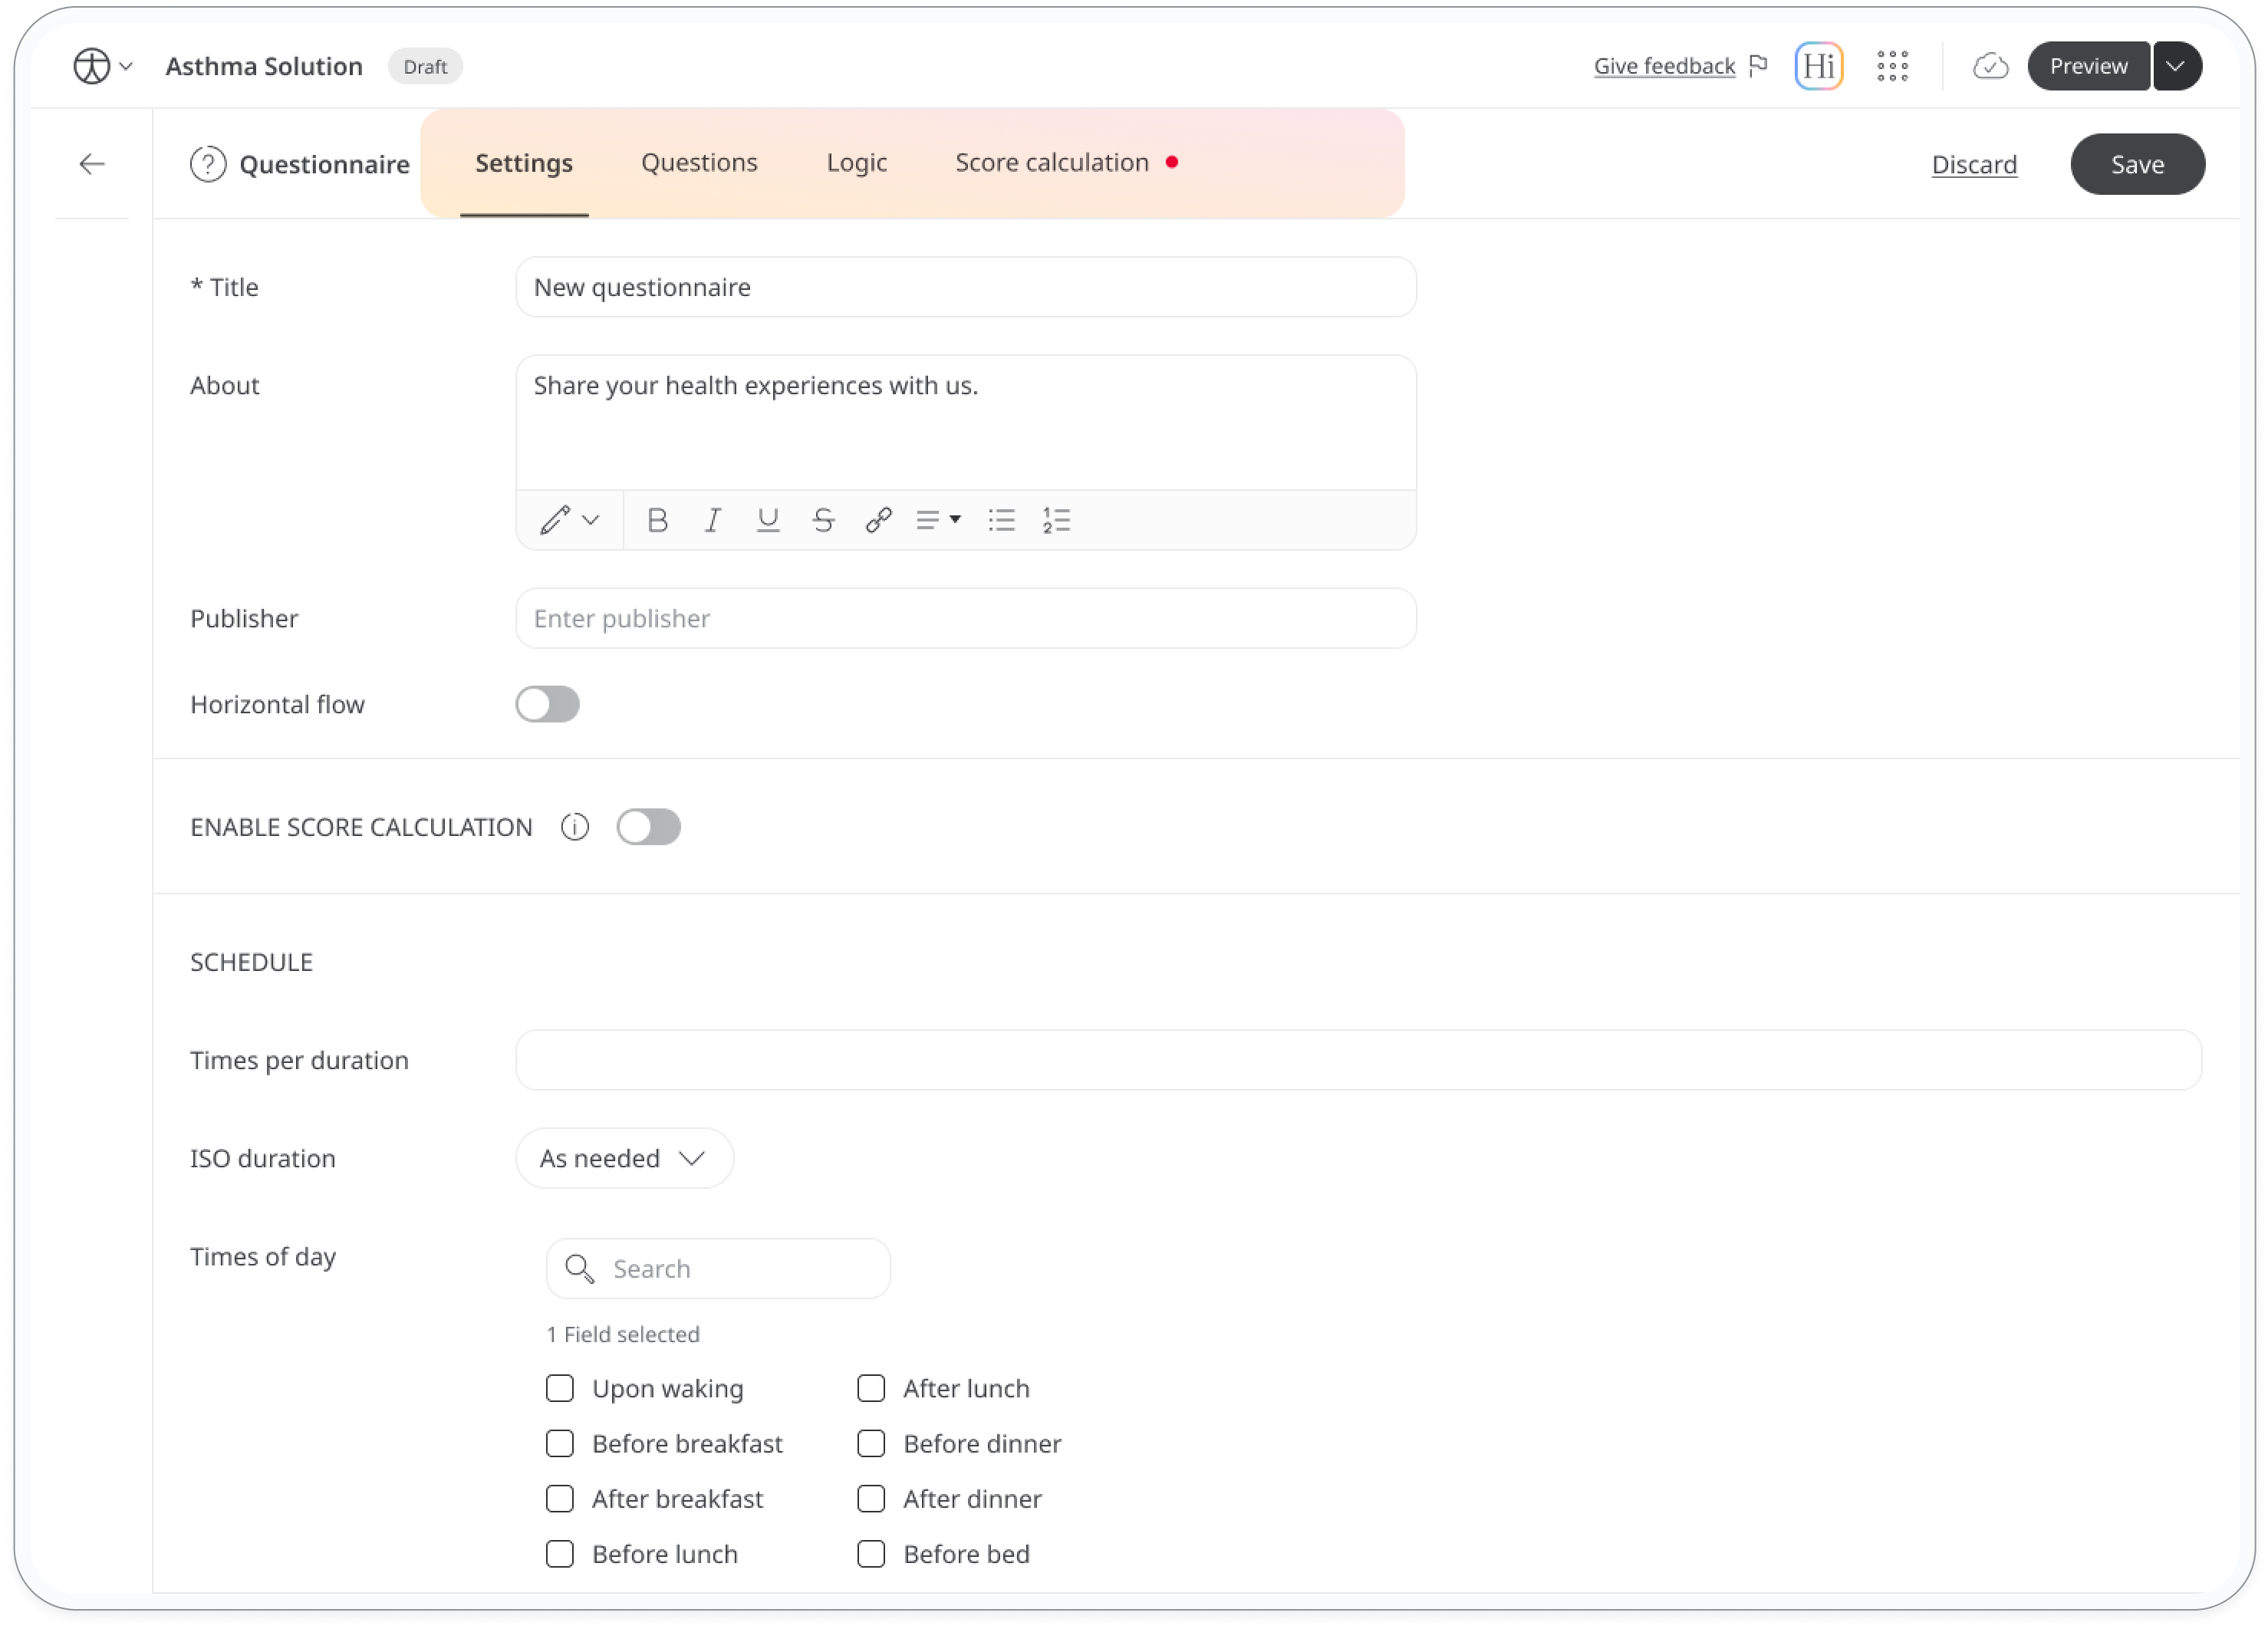 Asthma Solution Draft Give feedback Hi Preview
Questionnaire Settings Questions Logic Score calculation Discard Save
* Title New questionnaire
About Share your health experiences with us.
B I U S 1 2
Publisher Enter publisher
Horizontal flow
ENABLE SCORE CALCULATION
SCHEDULE
Times per duration
ISO duration As needed
Times of day Search
1 Field selected
Upon waking After lunch
Before breakfast Before dinner
After breakfast After dinner
Before lunch Before bed